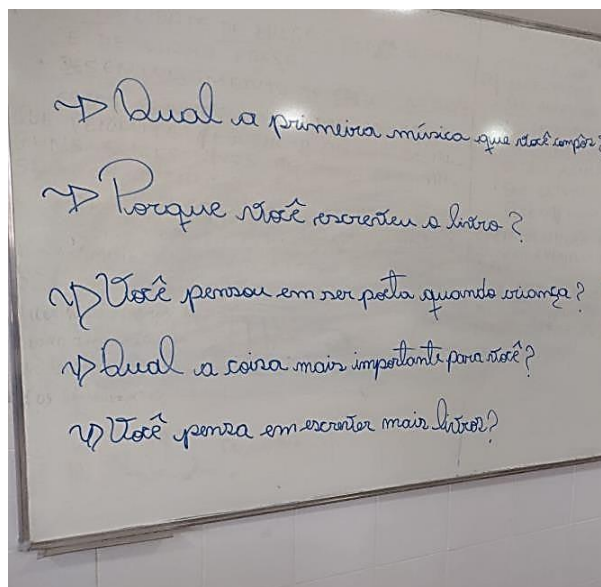 Qual a primeira música que você compôs?
Porque você escreveu o livro?
Você pensou em ser poeta quando criança?
Qual a coisa mais importante para você?
Você pensa em escrever mais livros?